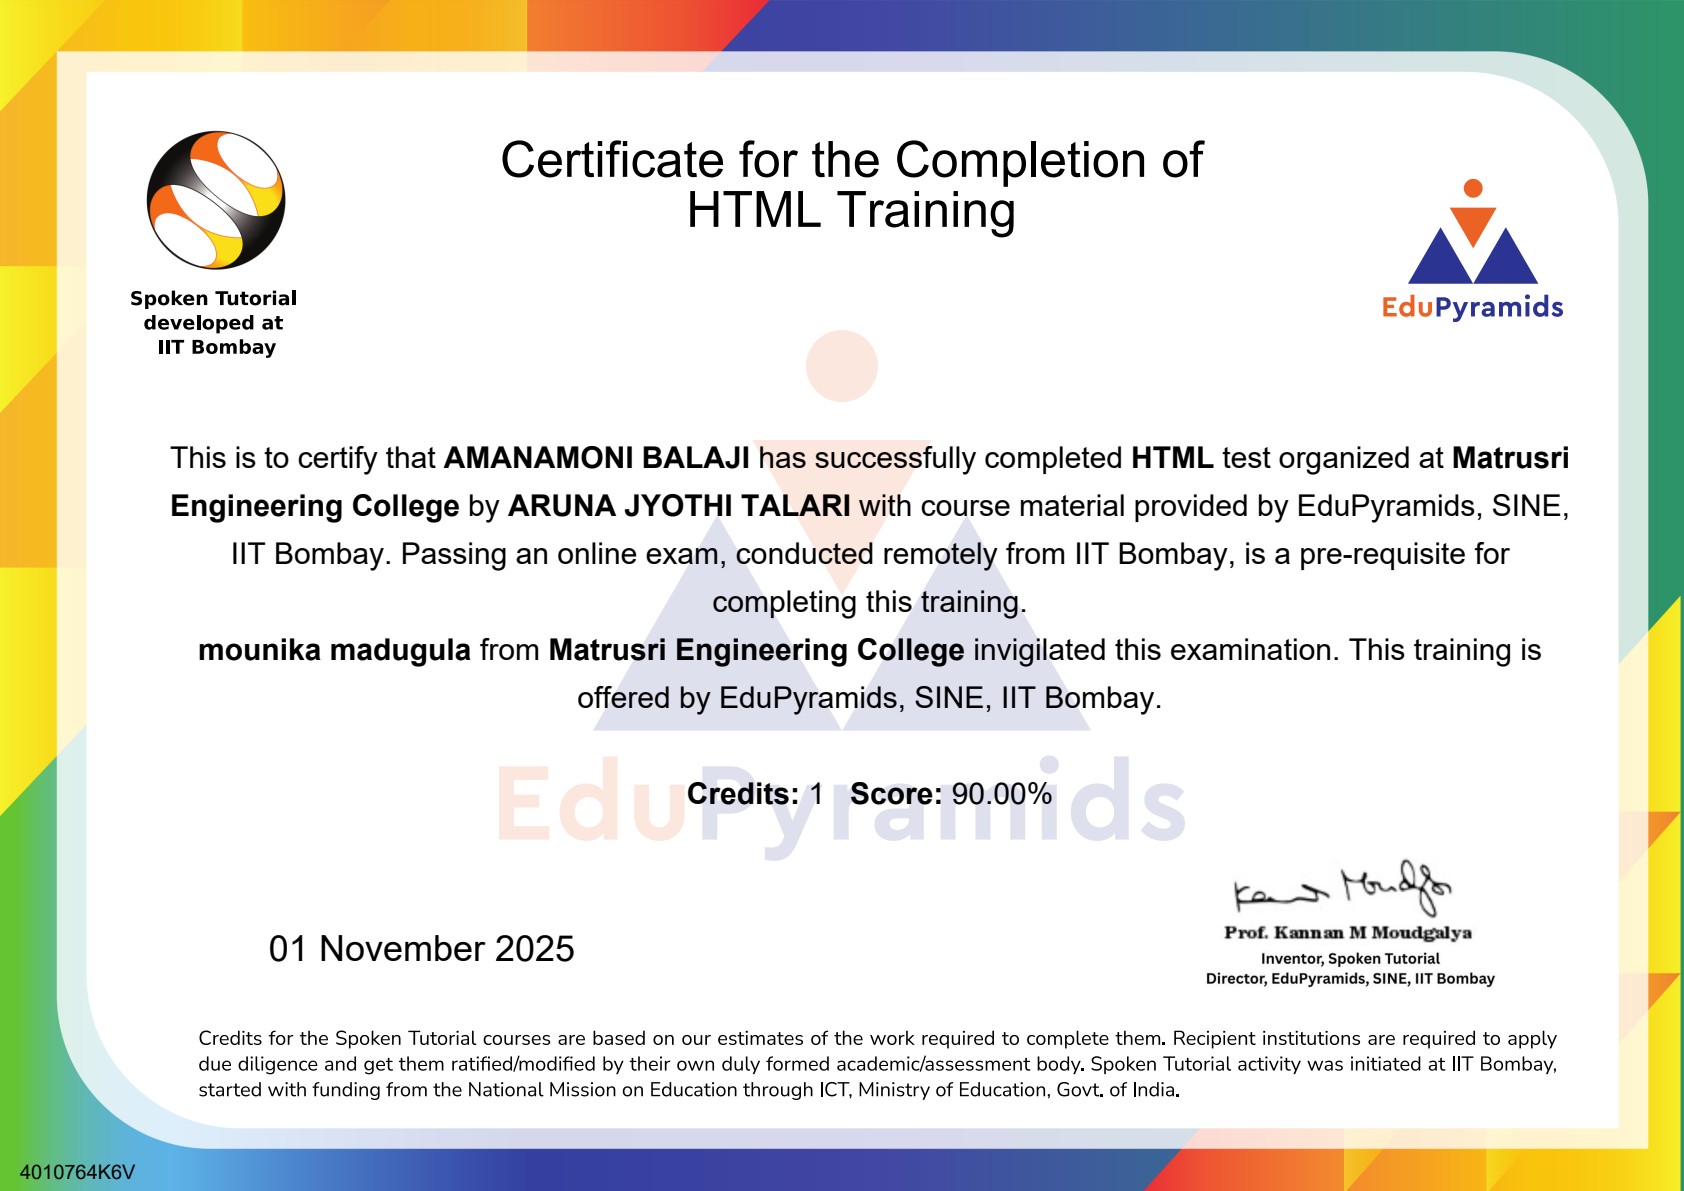 Certificate for the Completion of
HTML Training
Spoken Tutorial
developed at
IIT Bombay
EduPyramids
This is to certify that AMANAMONI BALAJI has successfully completed HTML test organized at Matrusri
Engineering College by ARUNA JYOTHI TALARI with course material provided by EduPyramids, SINE,
IIT Bombay. Passing an online exam, conducted remotely from IIT Bombay, is a pre-requisite for
completing this training.
mounika madugula from Matrusri Engineering College invigilated this examination. This training is
offered by EduPyramids, SINE, IIT Bombay.
EduPyramids
Credits: 1 Score: 90.00%
01 November 2025
Kannan Moudgalya
Prof. Kannan M Moudgalya
Inventor, Spoken Tutorial
Director, EduPyramids, SINE, IIT Bombay
Credits for the Spoken Tutorial courses are based on our estimates of the work required to complete them. Recipient institutions are required to apply
due diligence and get them ratified/modified by their own duly formed academic/assessment body. Spoken Tutorial activity was initiated at IIT Bombay,
started with funding from the National Mission on Education through ICT, Ministry of Education, Govt. of India.
4010764K6V